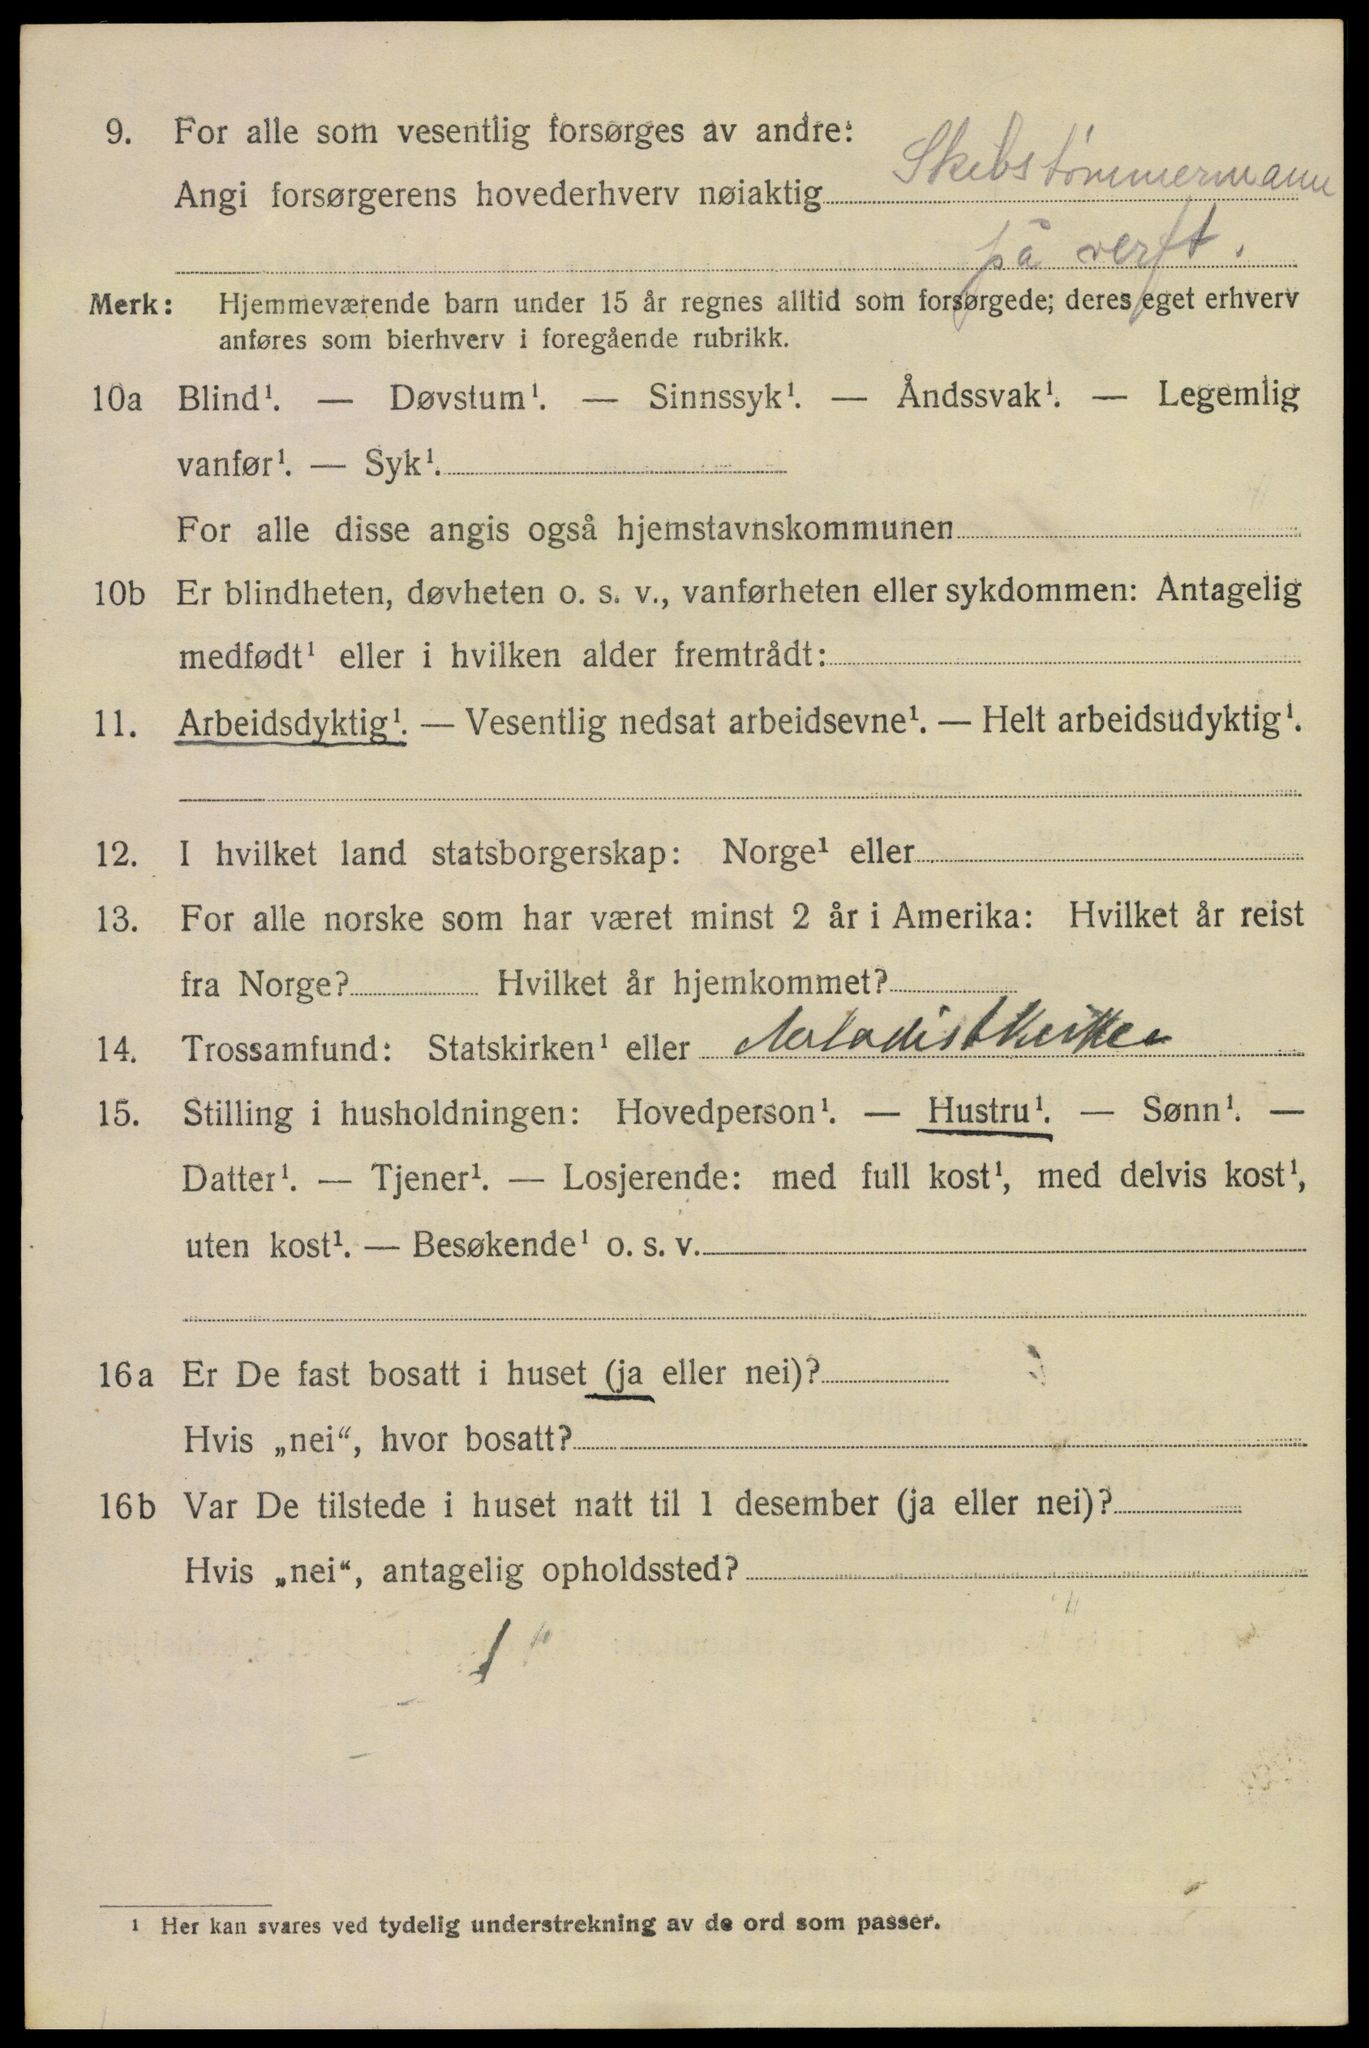 9. For alle som vesentlig forsørges av andre:
Angi forsørgerens hovederhverv nøiaktig Skibstømmermann
på verft.
Merk: Hjemmeværende barn under 15 år regnes alltid som forsørgede; deres eget erhverv
anføres som bierhverv i foregående rubrikk.
10a Blind¹. — Døvstum¹. — Sinnssyk¹. — Åndssvak¹. — Legemlig
vanfør¹. — Syk¹.
For alle disse angis også hjemstavnskommunen
10b Er blindheten, døvheten o. s. v., vanførheten eller sykdommen: Antagelig
medfødt¹ eller i hvilken alder fremtrådt:
11. Arbeidsdyktig¹. — Vesentlig nedsat arbeidsevne¹. — Helt arbeidsudyktig¹.
12. I hvilket land statsborgerskap: Norge¹ eller
13. For alle norske som har været minst 2 år i Amerika: Hvilket år reist
fra Norge? Hvilket år hjemkommet?
14. Trossamfund: Statskirken¹ eller
15. Stilling i husholdningen: Hovedperson¹. — Hustru¹. — Sønn¹. —
Datter¹. — Tjener¹. — Losjerende: med full kost¹, med delvis kost¹,
uten kost¹. — Besøkende¹ o. s. v.
16a Er De fast bosatt i huset (ja eller nei)?
Hvis „nei“, hvor bosatt?
16b Var De tilstede i huset natt til 1 desember (ja eller nei)?
Hvis „nei“, antagelig opholdssted?
¹ Her kan svares ved tydelig understrekning av de ord som passer.